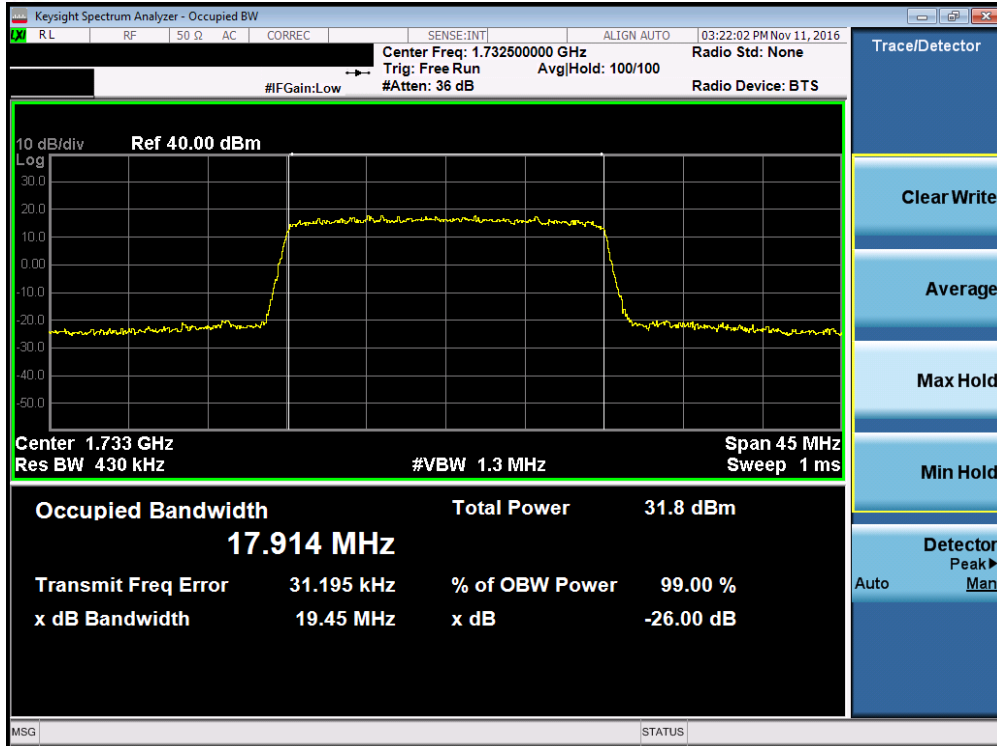 Keysight Spectrum Analyzer - Occupied BW
LXI RL RF 50 Ω AC CORREC SENSE:INT ALIGN AUTO 03:22:02 PM Nov 11, 2016
Center Freq: 1.732500000 GHz Radio Std: None
Trig: Free Run Avg|Hold: 100/100
#IFGain:Low #Atten: 36 dB Radio Device: BTS
Trace/Detector
10 dB/div Ref 40.00 dBm
Log
30.0
20.0
10.0
0.00
-10.0
-20.0
-30.0
-40.0
-50.0
Center 1.733 GHz Span 45 MHz
Res BW 430 kHz #VBW 1.3 MHz Sweep 1 ms
Occupied Bandwidth Total Power 31.8 dBm
17.914 MHz
Transmit Freq Error 31.195 kHz % of OBW Power 99.00 %
x dB Bandwidth 19.45 MHz x dB -26.00 dB
Clear Write
Average
Max Hold
Min Hold
Detector
Peak▶
Auto Man
MSG STATUS